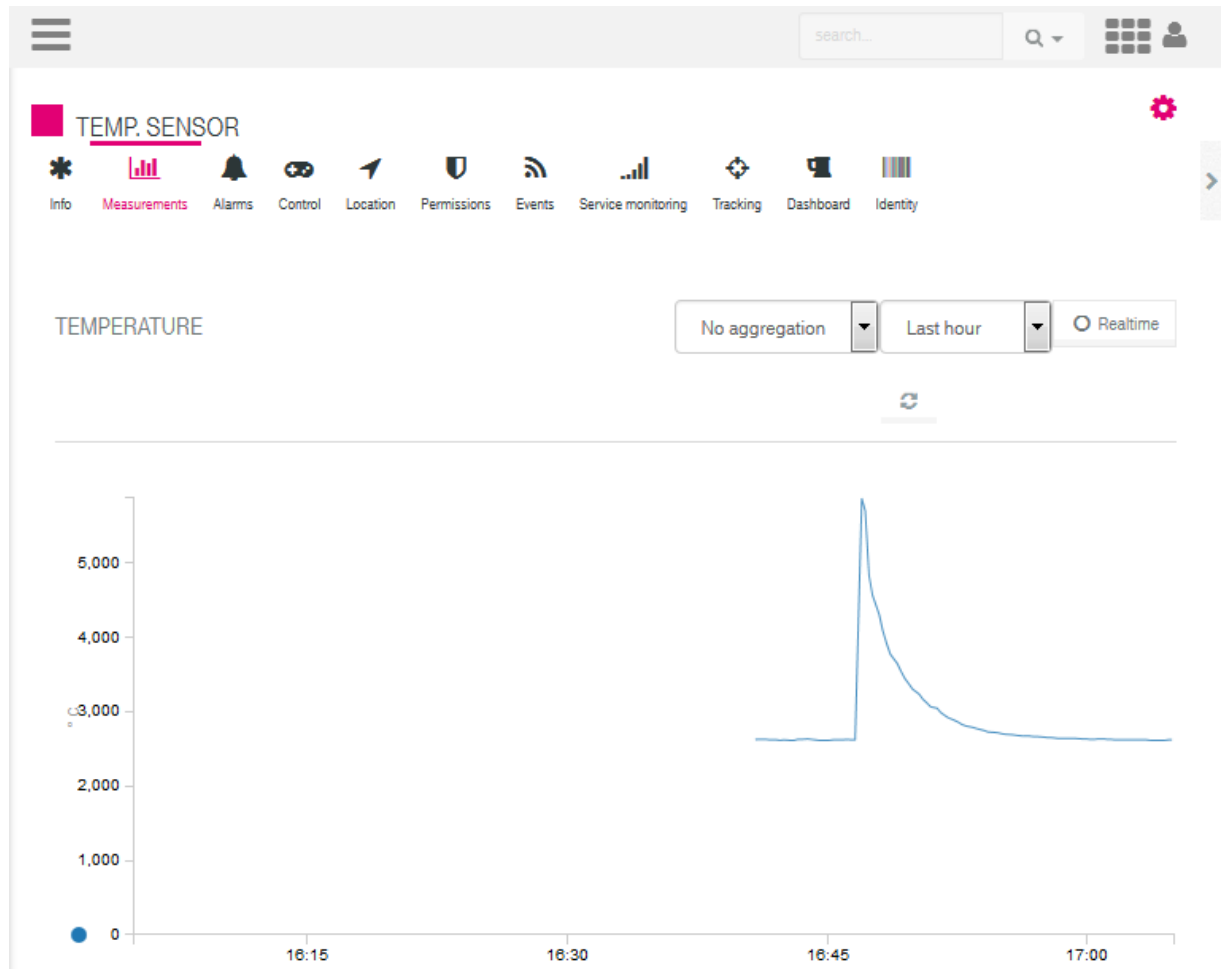 search...
TEMP. SENSOR
Info Measurements Alarms Control Location Permissions Events Service monitoring Tracking Dashboard Identity
TEMPERATURE No aggregation Last hour Realtime
5,000
4,000
°C
3,000
2,000
1,000
0
16:15 16:30 16:45 17:00